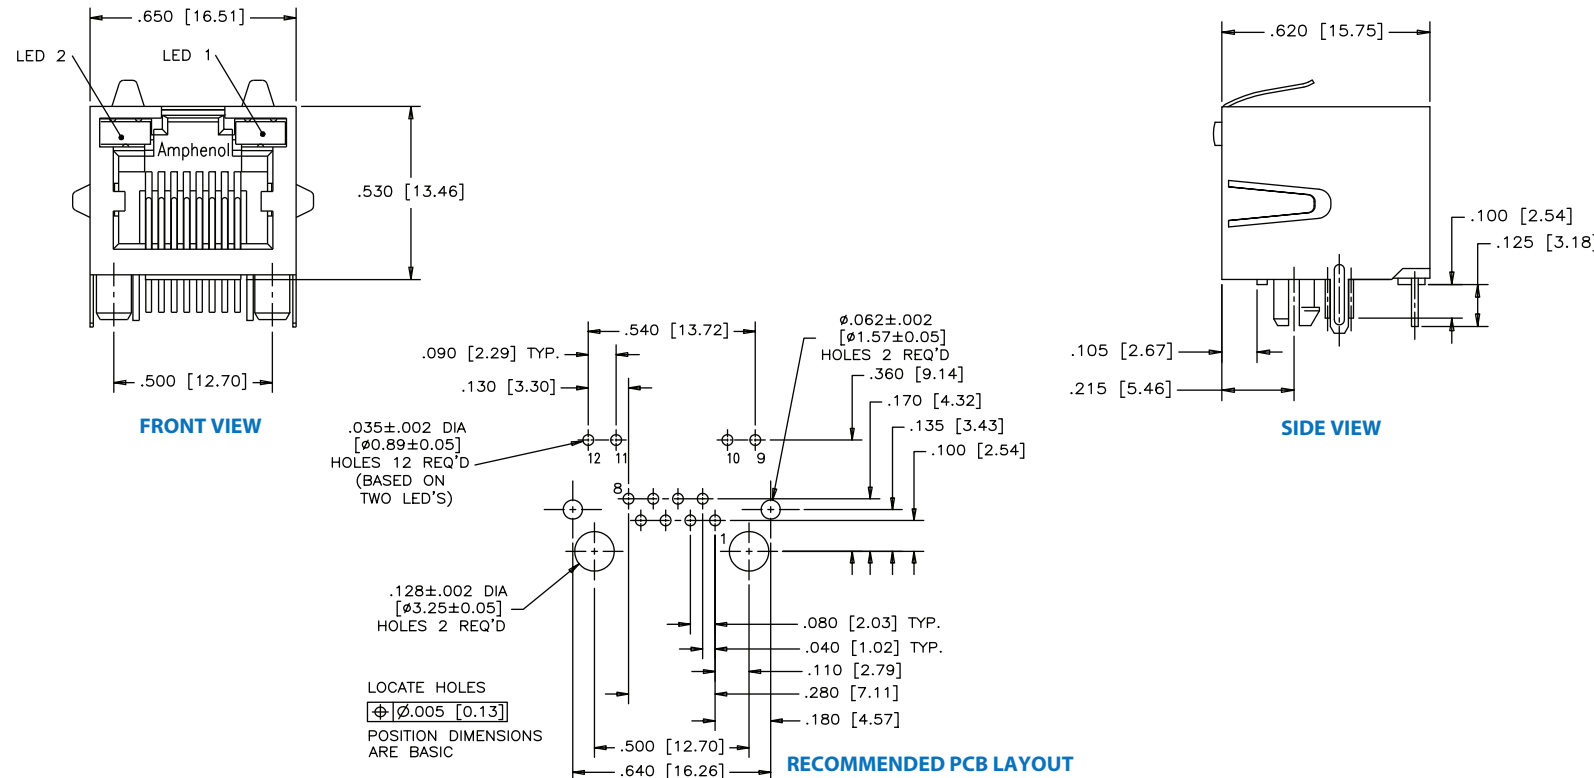 .650 [16.51]
LED 2
LED 1
Amphenol
.530 [13.46]
.500 [12.70]
FRONT VIEW
.620 [15.75]
.100 [2.54]
.125 [3.18]
.105 [2.67]
.215 [5.46]
SIDE VIEW
.540 [13.72]
.090 [2.29] TYP.
.130 [3.30]
ø.062±.002
[ø1.57±0.05]
HOLES 2 REQ'D
.360 [9.14]
.170 [4.32]
.135 [3.43]
.100 [2.54]
.035±.002 DIA
[ø0.89±0.05]
HOLES 12 REQ'D
(BASED ON
TWO LED'S)
12 11 10 9
8
1
.128±.002 DIA
[ø3.25±0.05]
HOLES 2 REQ'D
.080 [2.03] TYP.
.040 [1.02] TYP.
.110 [2.79]
.280 [7.11]
.180 [4.57]
LOCATE HOLES
⌖ Ø.005 [0.13]
POSITION DIMENSIONS
ARE BASIC
.500 [12.70]
.640 [16.26]
RECOMMENDED PCB LAYOUT